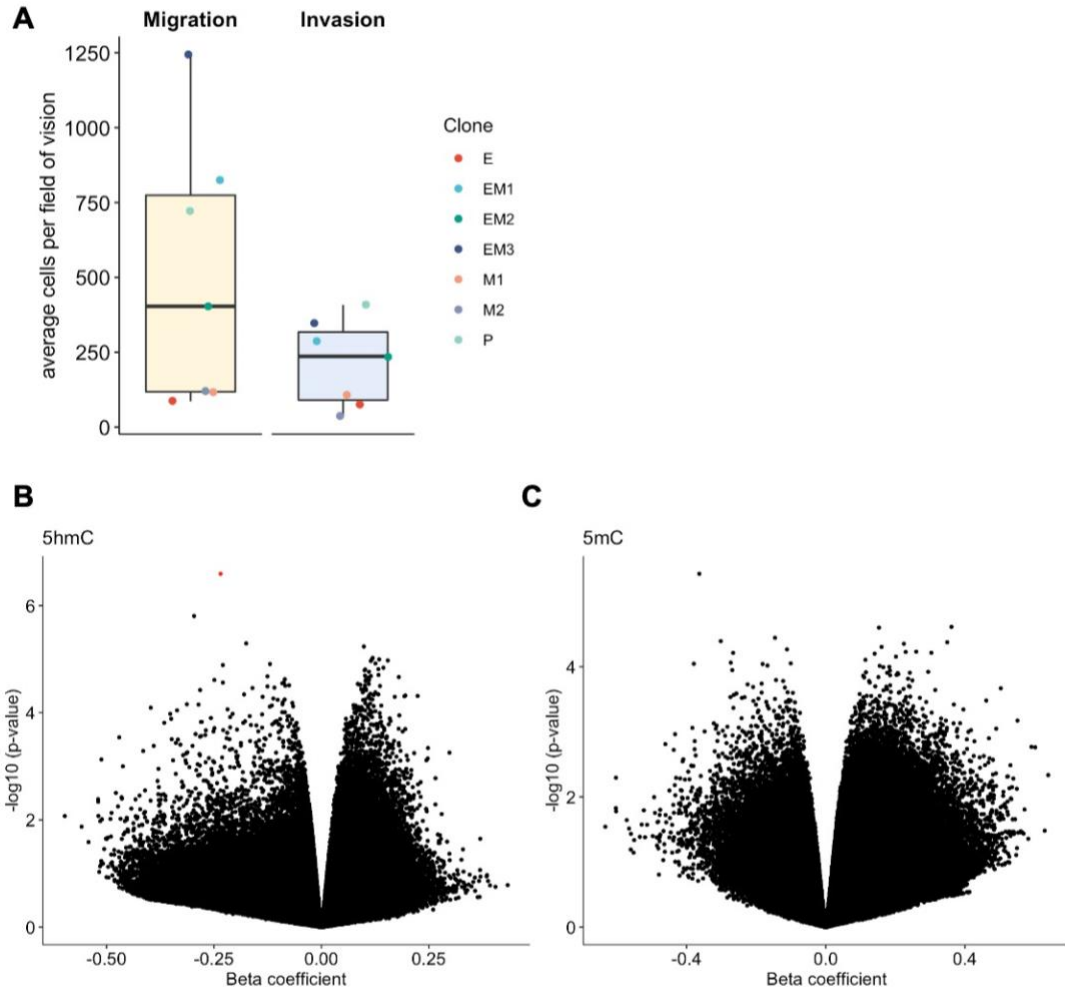 A
Migration
Invasion
average cells per field of vision
1250
1000
750
500
250
0
Clone
E
EM1
EM2
EM3
M1
M2
P
B
5hmC
-log10 (p-value)
6
4
2
0
-0.50
-0.25
0.00
0.25
Beta coefficient
C
5mC
-log10 (p-value)
4
2
0
-0.4
0.0
0.4
Beta coefficient